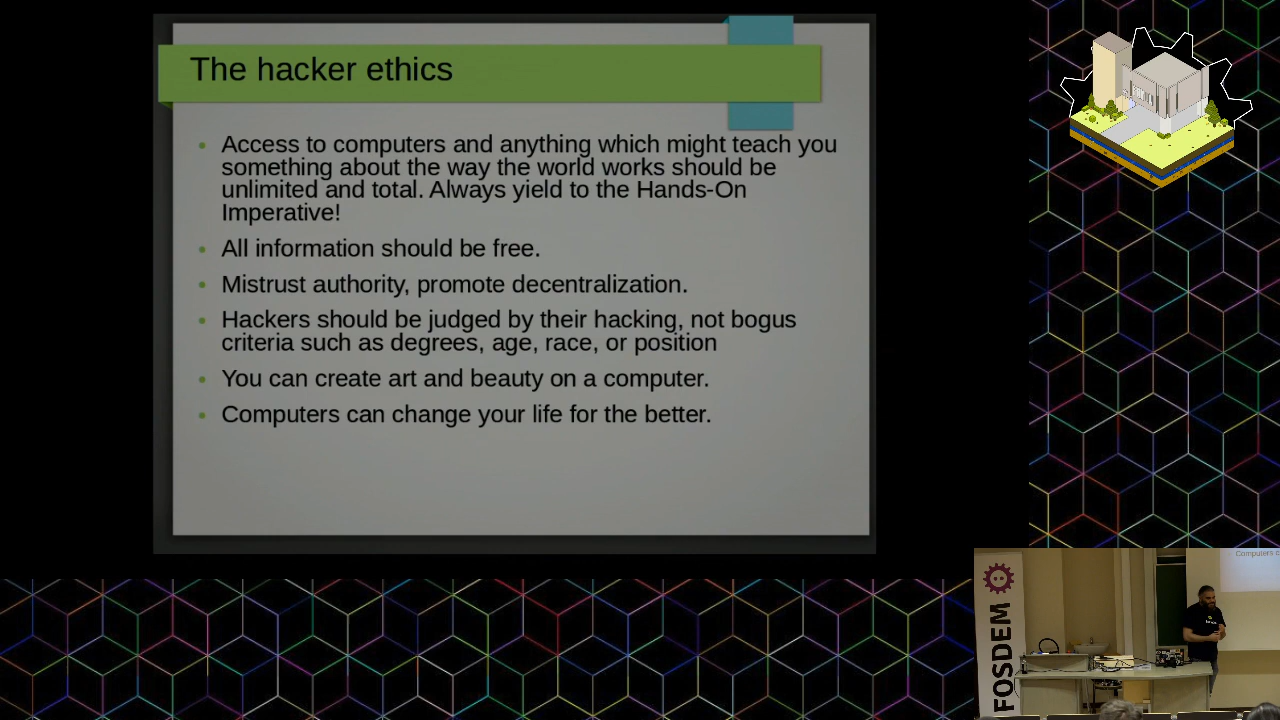 The hacker ethics
Access to computers and anything which might teach you
something about the way the world works should be
unlimited and total. Always yield to the Hands-On
Imperative!
All information should be free.
Mistrust authority, promote decentralization.
Hackers should be judged by their hacking, not bogus
criteria such as degrees, age, race, or position
You can create art and beauty on a computer.
Computers can change your life for the better.
FOSDEM
Computers c